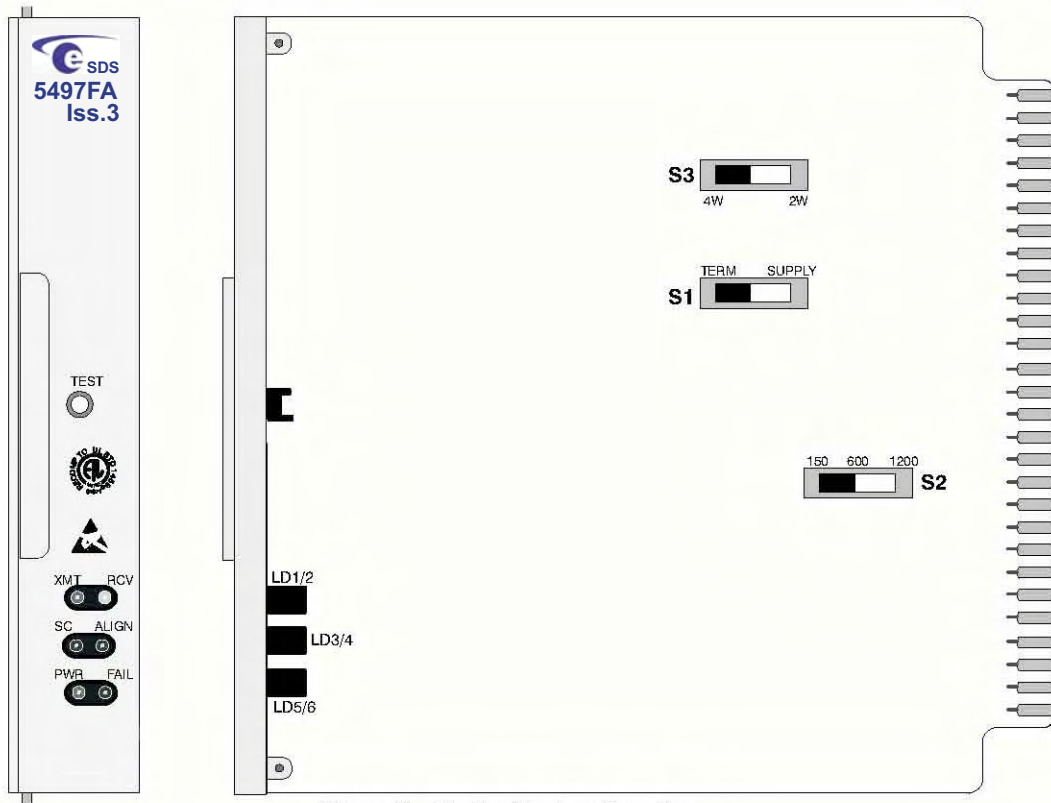 e SDS
5497FA
Iss.3
TEST
XMT RCV
SC ALIGN
PWR FAIL
S3
4W 2W
TERM SUPPLY
S1
150 600 1200
S2
LD1/2
LD3/4
LD5/6